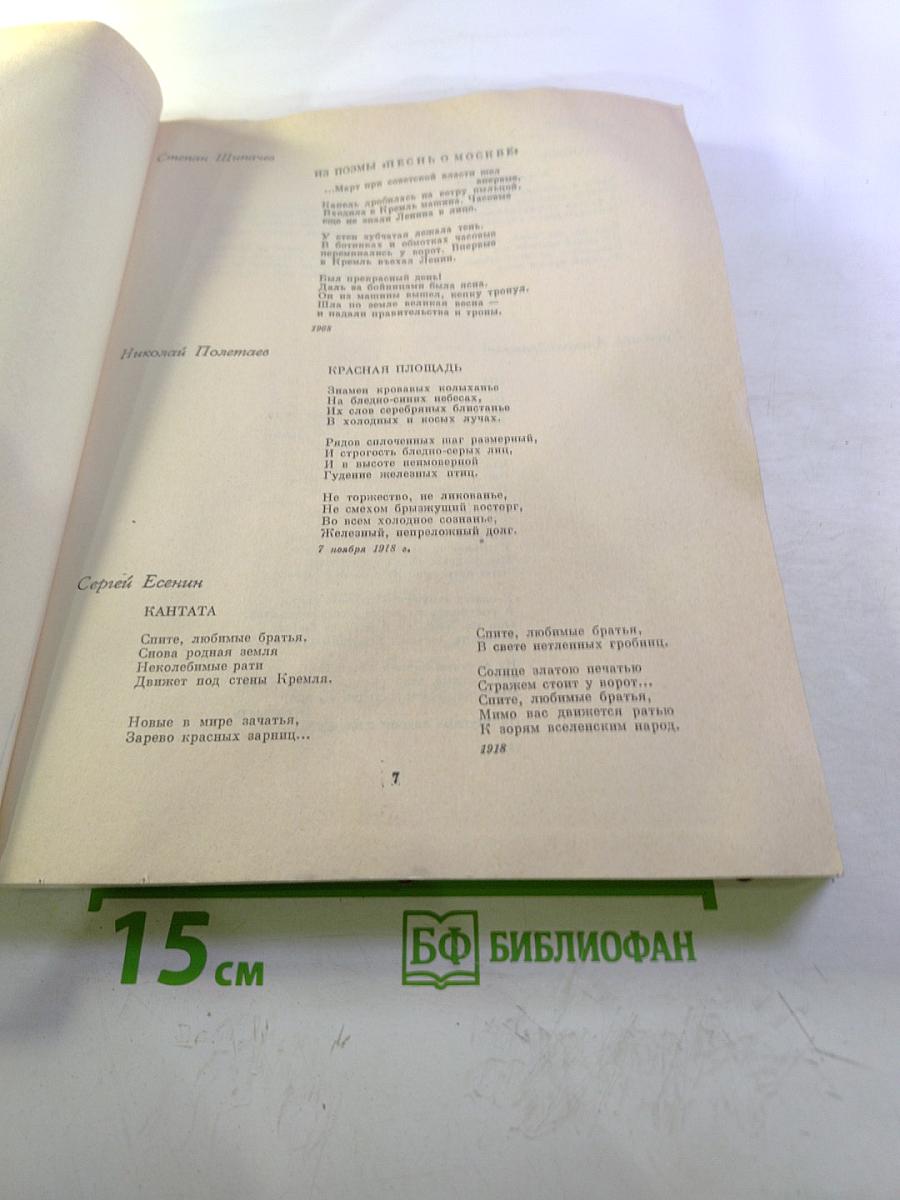 Степан Щипачев
ИЗ ПОЭМЫ «ПЕСНЬ О МОСКВЕ»
...Март при советской власти шел
впервые.
Капель дробилась на ветру пыльцой.
Входила в Кремль машина. Часовые
еще не знали Ленина в лицо.
У стен зубчатая лежала тень.
В ботинках и обмотках часовые
переминались у ворот. Впервые
в Кремль въехал Ленин.
Был прекрасный день!
Даль за бойницами была ясна.
Он из машины вышел, кепку тронул.
Шла по земле великая весна —
и падали правительства и троны.
1968
Николай Полетаев
КРАСНАЯ ПЛОЩАДЬ
Знамен кровавых колыханье
На бледно-синих небесах,
Их слов серебряных блистанье
В холодных и косых лучах.
Рядов сплоченных шаг размерный,
И строгость бледно-серых лиц,
И в высоте неимоверной
Гудение железных птиц.
Не торжество, не ликованье,
Не смехом брызжущий восторг,
Во всем холодное сознанье,
Железный, непреложный долг.
7 ноября 1918 г.
Сергей Есенин
КАНТАТА
Спите, любимые братья,
Снова родная земля
Неколебимые рати
Движет под стены Кремля.
Новые в мире зачатья,
Зарево красных зарниц...
Спите, любимые братья,
В свете нетленных гробниц.
Солнце златою печатью
Стражем стоит у ворот...
Спите, любимые братья,
Мимо вас движется ратью
К зорям вселенским народ.
1918
7
15 см
БФ БИБЛИОФАН